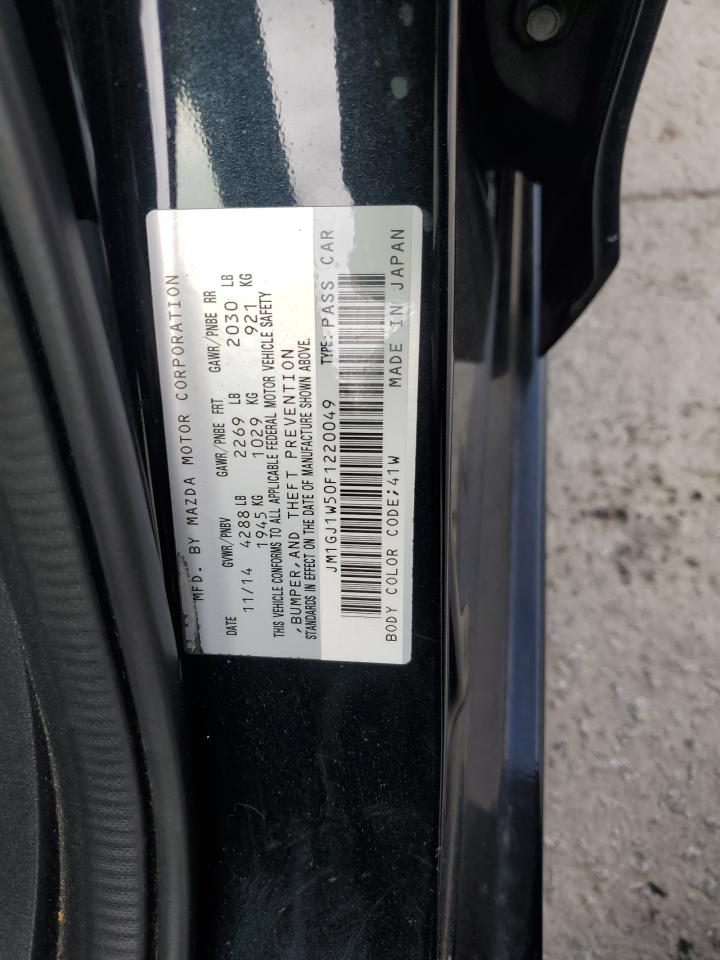 MFD. BY MAZDA MOTOR CORPORATION
DATE GVWR/PNBV GAWR/PNBE FRT GAWR/PNBE RR
11/14 4288 LB 2269 LB 2030 LB
1945 KG 1029 KG 921 KG
THIS VEHICLE CONFORMS TO ALL APPLICABLE FEDERAL MOTOR VEHICLE SAFETY
,BUMPER,AND THEFT PREVENTION
STANDARDS IN EFFECT ON THE DATE OF MANUFACTURE SHOWN ABOVE.
JM1GJ1W50F1220049 TYPE: PASS CAR
BODY COLOR CODE;41W MADE IN JAPAN